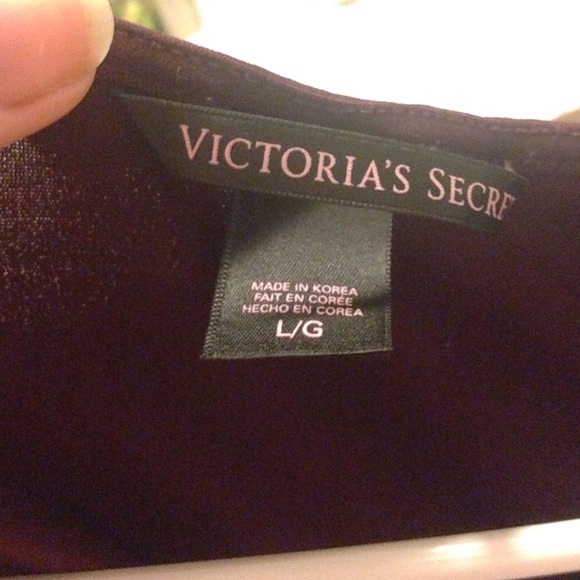 VICTORIA'S SECRE
MADE IN KOREA
FAIT EN CORÉE
HECHO EN COREA
L/G